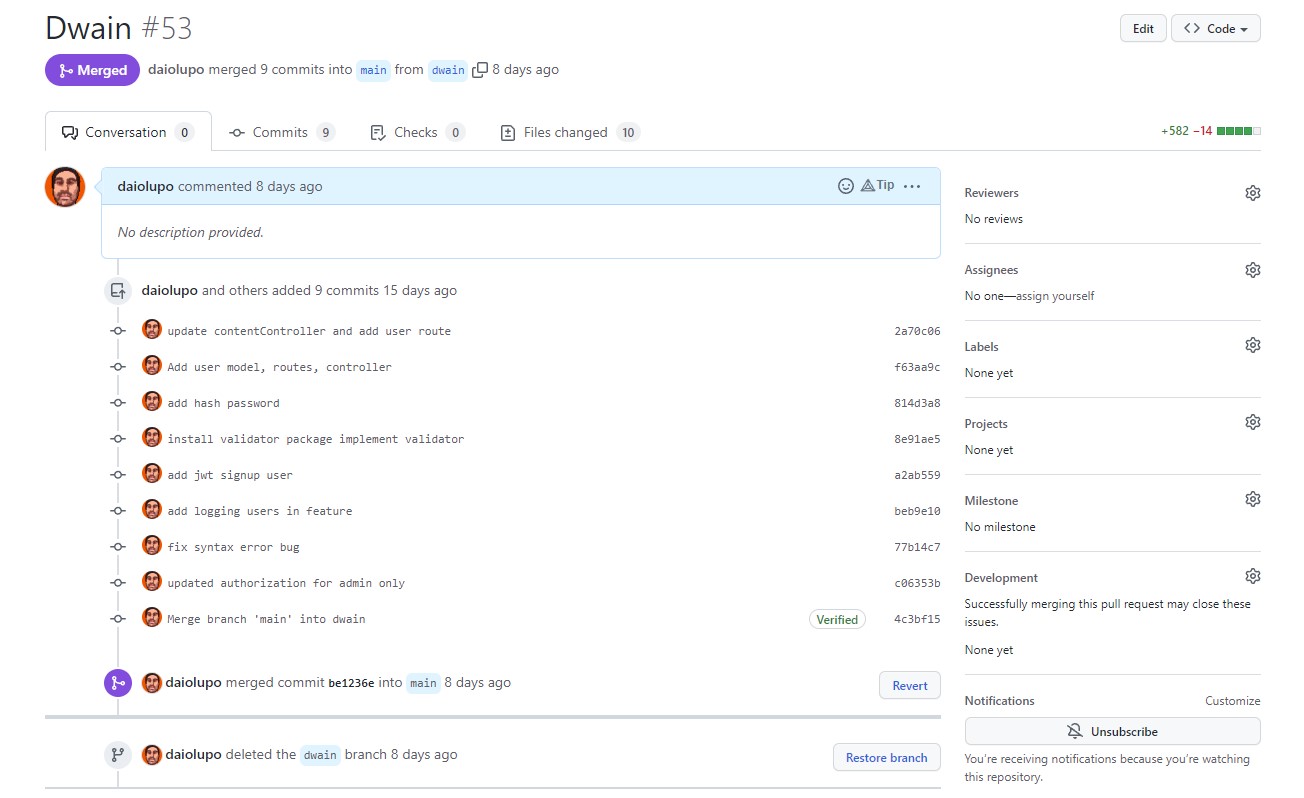 Dwain #53
Edit
Code
Merged
daiolupo merged 9 commits into main from dwain 8 days ago
Conversation 0
Commits 9
Checks 0
Files changed 10
+582 −14
daiolupo commented 8 days ago
Tip
No description provided.
daiolupo and others added 9 commits 15 days ago
update contentController and add user route 2a70c06
Add user model, routes, controller f63aa9c
add hash password 814d3a8
install validator package implement validator 8e91ae5
add jwt signup user a2ab559
add logging users in feature beb9e10
fix syntax error bug 77b14c7
updated authorization for admin only c06353b
Merge branch 'main' into dwain Verified 4c3bf15
daiolupo merged commit be1236e into main 8 days ago
Revert
daiolupo deleted the dwain branch 8 days ago
Restore branch
Reviewers
No reviews
Assignees
No one—assign yourself
Labels
None yet
Projects
None yet
Milestone
No milestone
Development
Successfully merging this pull request may close these
issues.
None yet
Notifications
Customize
Unsubscribe
You're receiving notifications because you're watching
this repository.